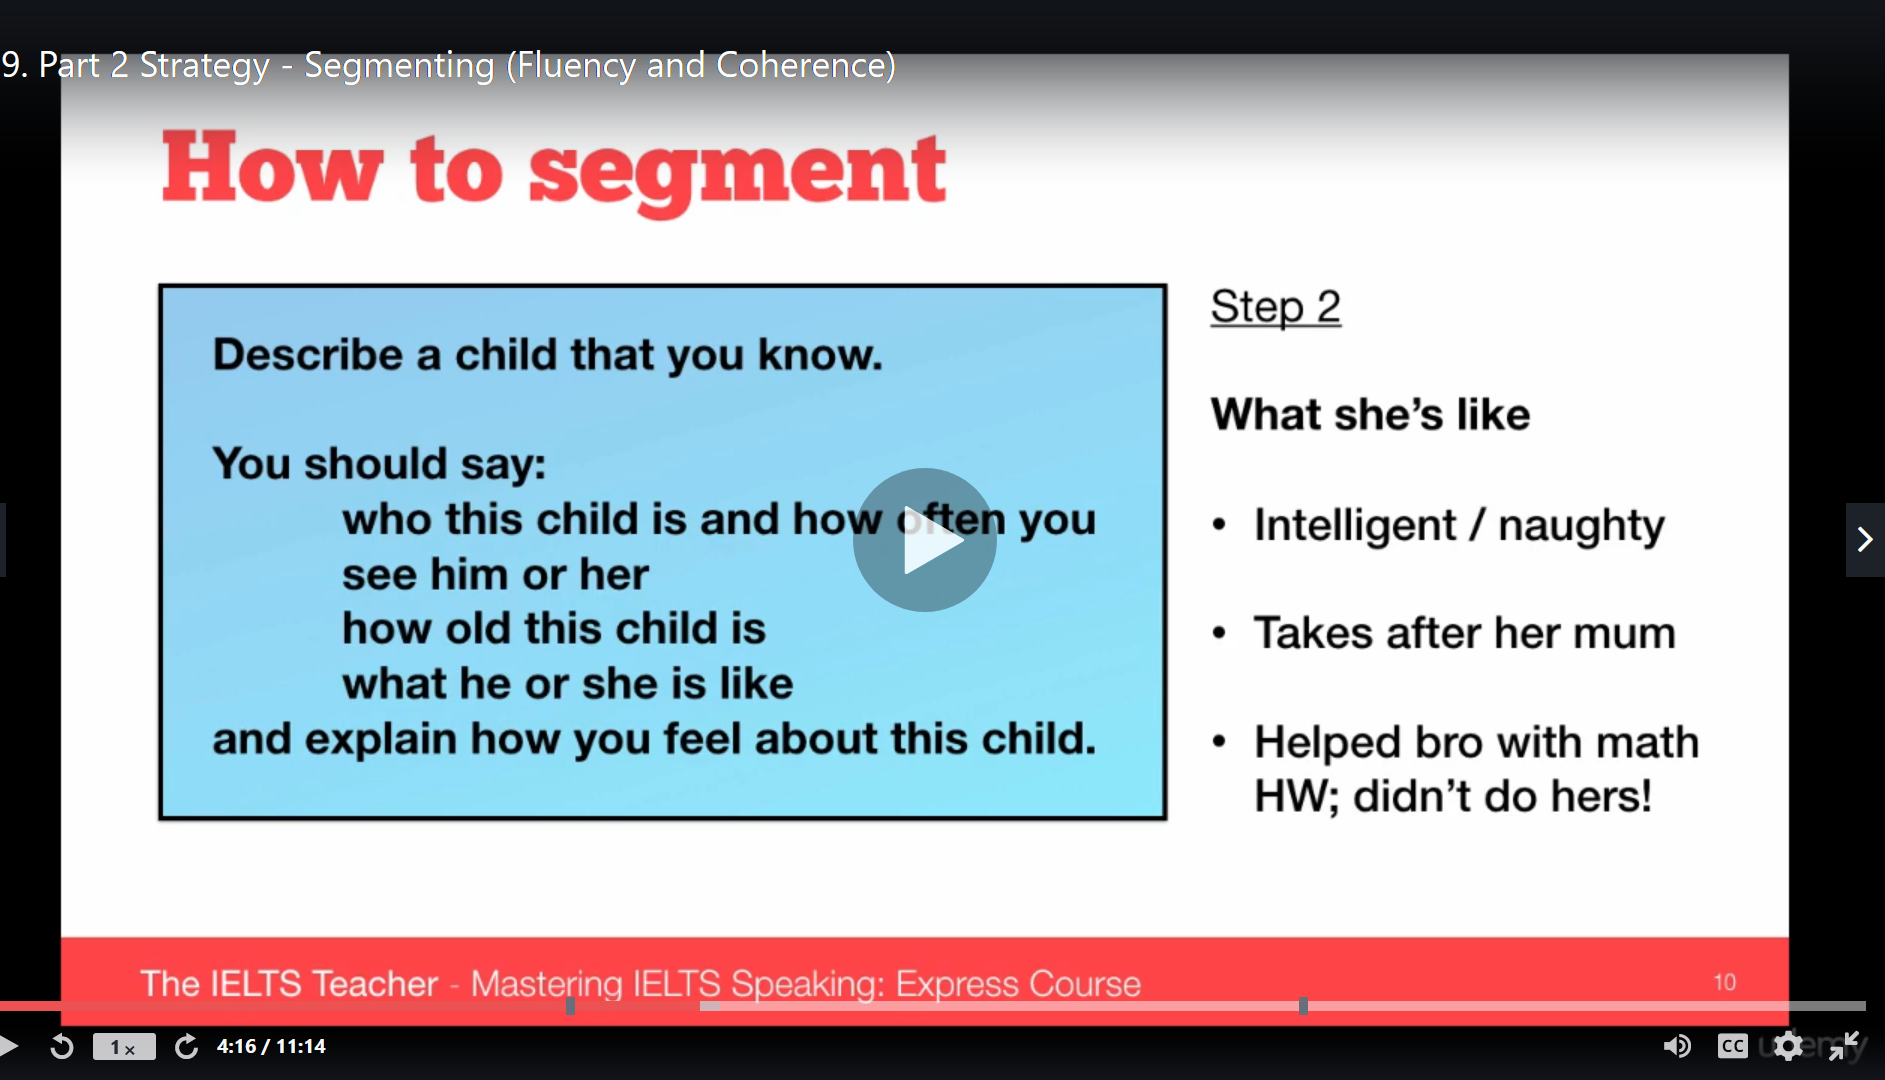 9. Part 2 Strategy - Segmenting (Fluency and Coherence)
How to segment
Describe a child that you know.
You should say:
who this child is and how often you
see him or her
how old this child is
what he or she is like
and explain how you feel about this child.
Step 2
What she's like
• Intelligent / naughty
• Takes after her mum
• Helped bro with math
HW; didn't do hers!
The IELTS Teacher - Mastering IELTS Speaking: Express Course
10
1x
4:16 / 11:14
CC
udemy